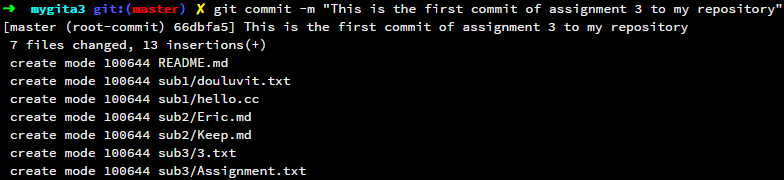 ➜  mygita3 git:(master) ✗ git commit -m "This is the first commit of assignment 3 to my repository"
[master (root-commit) 66dbfa5] This is the first commit of assignment 3 to my repository
 7 files changed, 13 insertions(+)
 create mode 100644 README.md
 create mode 100644 sub1/douluvit.txt
 create mode 100644 sub1/hello.cc
 create mode 100644 sub2/Eric.md
 create mode 100644 sub2/Keep.md
 create mode 100644 sub3/3.txt
 create mode 100644 sub3/Assignment.txt